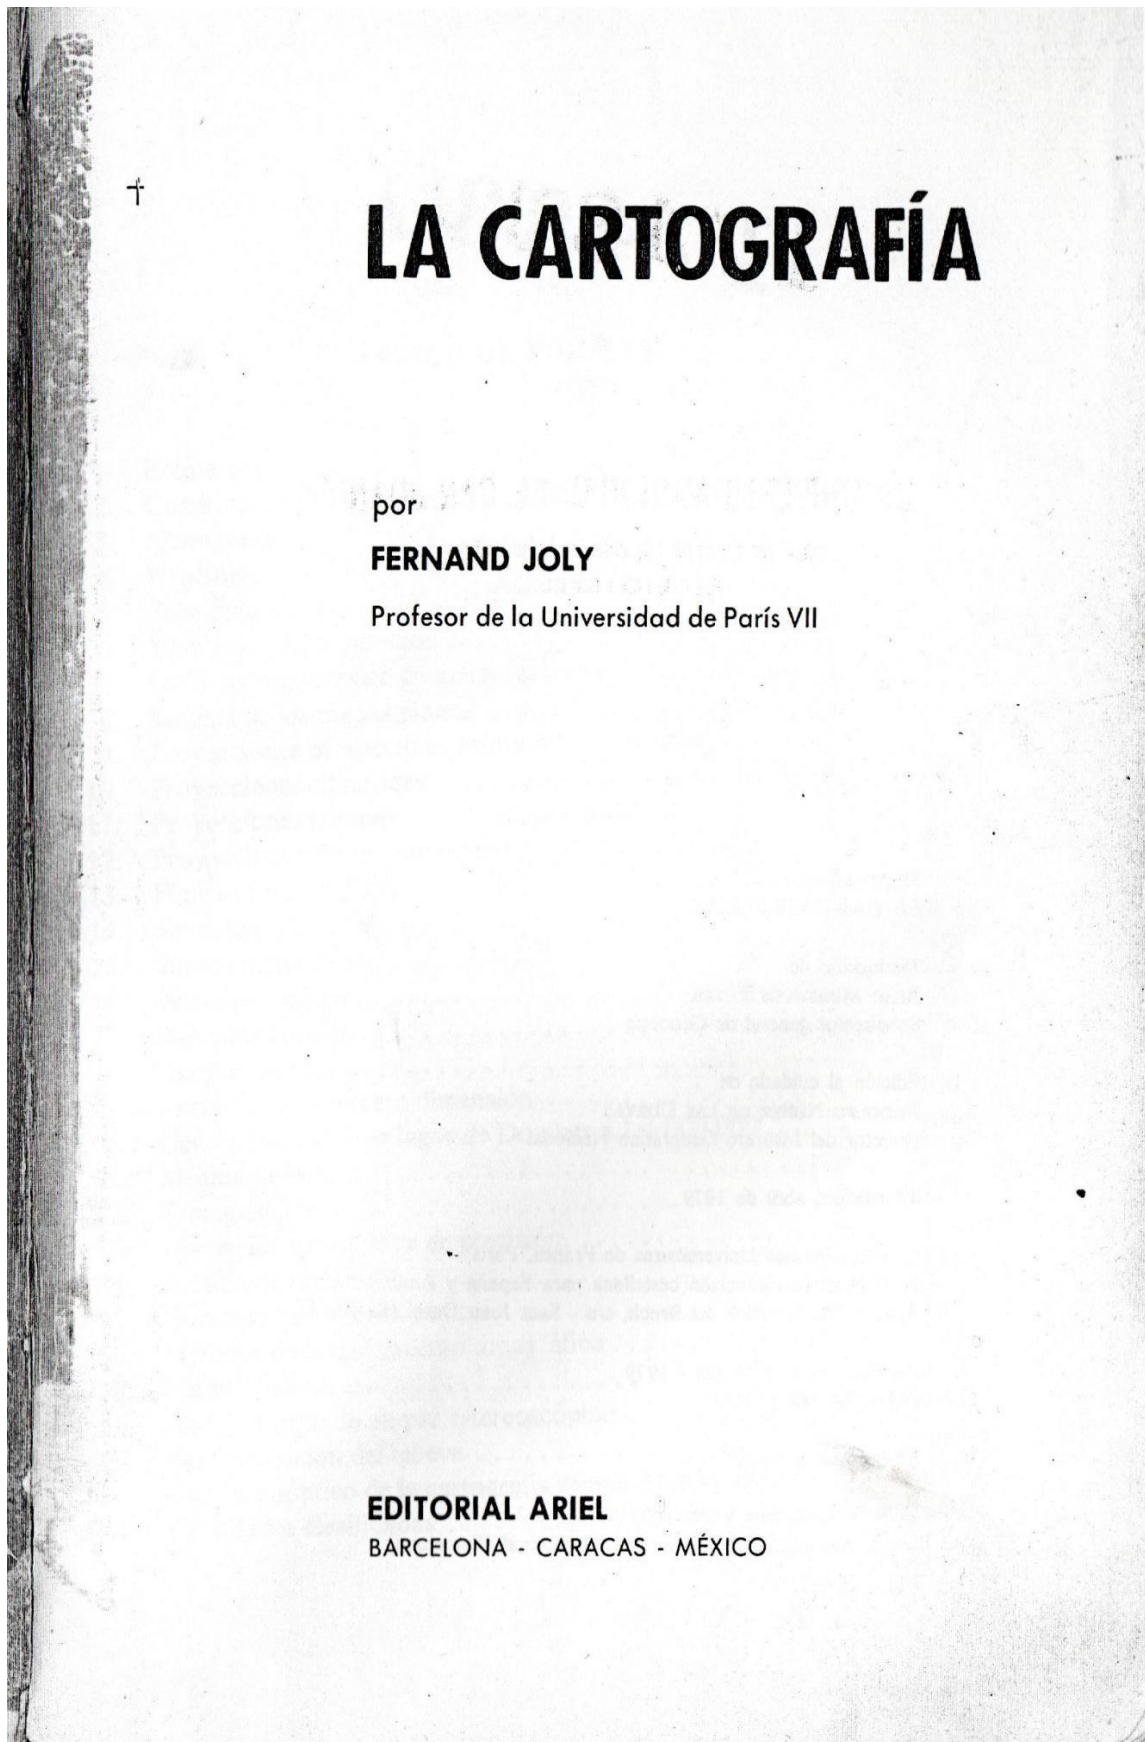 LA CARTOGRAFÍA
por
FERNAND JOLY
Profesor de la Universidad de París VII
EDITORIAL ARIEL
BARCELONA - CARACAS - MÉXICO